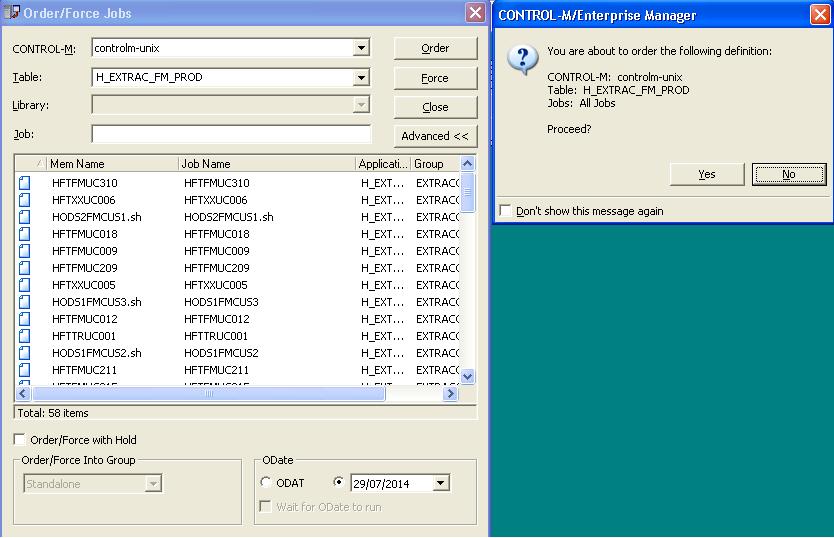 Order/Force Jobs
CONTROL-M: controlm-unix Order
Table: H_EXTRAC_FM_PROD Force
Library: Close
Job: Advanced <<
Mem Name Job Name Applicati... Group
HFTFMUC310 HFTFMUC310 H_EXT... EXTRACC
HFTXXUC006 HFTXXUC006 H_EXT... EXTRACC
HODS2FMCUS1.sh HODS2FMCUS1.sh H_EXT... EXTRACC
HFTFMUC018 HFTFMUC018 H_EXT... EXTRACC
HFTFMUC009 HFTFMUC009 H_EXT... EXTRACC
HFTFMUC209 HFTFMUC209 H_EXT... EXTRACC
HFTXXUC005 HFTXXUC005 H_EXT... EXTRACC
HODS1FMCUS3.sh HODS1FMCUS3 H_EXT... EXTRACC
HFTFMUC012 HFTFMUC012 H_EXT... EXTRACC
HFTTRUC001 HFTTRUC001 H_EXT... EXTRACC
HODS1FMCUS2.sh HODS1FMCUS2 H_EXT... EXTRACC
HFTFMUC211 HFTFMUC211 H_EXT... EXTRACC
Total: 58 items
Order/Force with Hold
Order/Force Into Group
Standalone
ODate
ODAT 29/07/2014
Wait for ODate to run
CONTROL-M/Enterprise Manager
You are about to order the following definition:
CONTROL-M: controlm-unix
Table: H_EXTRAC_FM_PROD
Jobs: All Jobs
Proceed?
Yes No
Don't show this message again